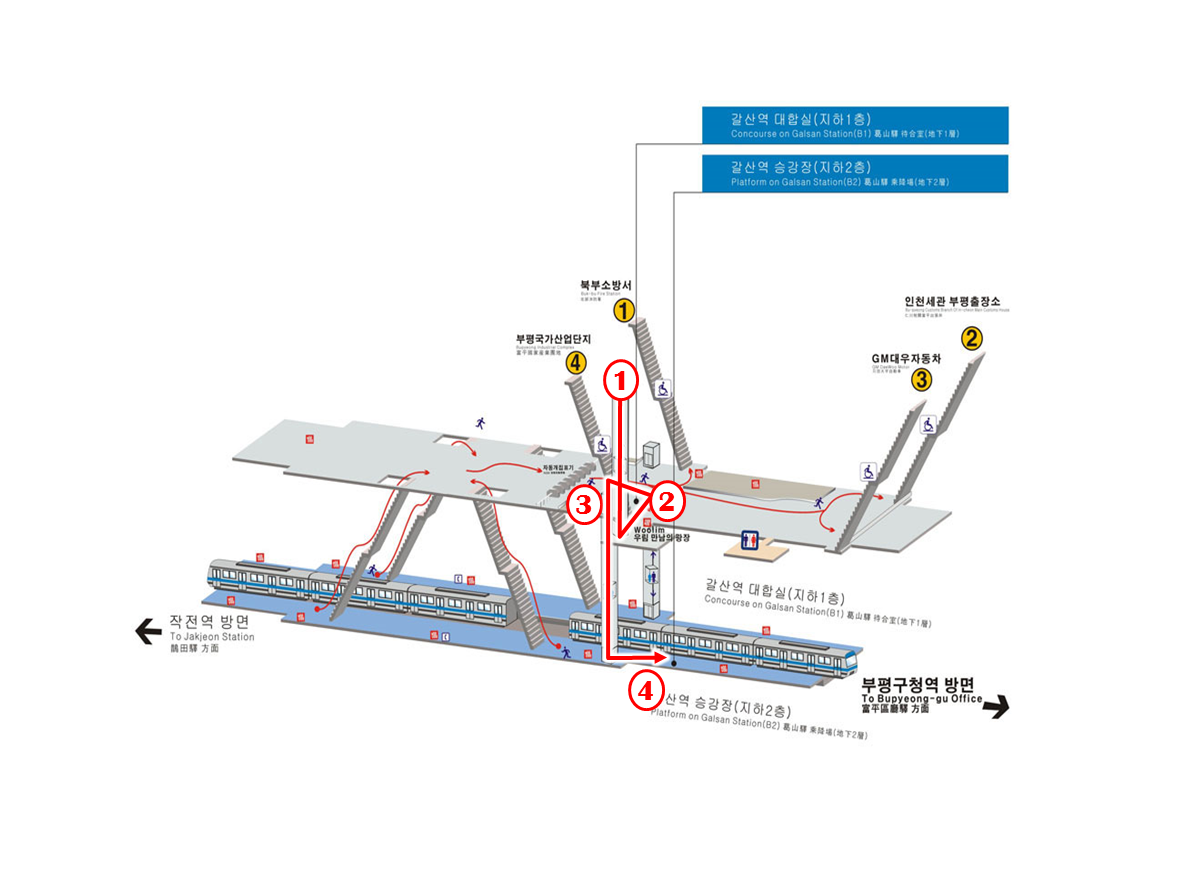 갈산역 대합실(지하1층)
Concourse on Galsan Station(B1) 葛山驛 待合室(地下1層)
갈산역 승강장(지하2층)
Platform on Galsan Station(B2) 葛山驛 乘降場(地下2層)
북부소방서
1
인천세관 부평출장소
2
부평국가산업단지
Bupyeong Industrial Complex
富平國家産業團地
4
GM대우자동차
GM DaeWoo Motor
3
1
자동개집표기
3
2
Woolim
우림 만남의 광장
갈산역 대합실(지하1층)
Concourse on Galsan Station(B1) 葛山驛 待合室(地下1層)
작전역 방면
To Jakjeon Station
鵲田驛 方面
4
산역 승강장(지하2층)
Platform on Galsan Station(B2) 葛山驛 乘降場(地下2層)
부평구청역 방면
To Bupyeong-gu Office
富平區廳驛 方面